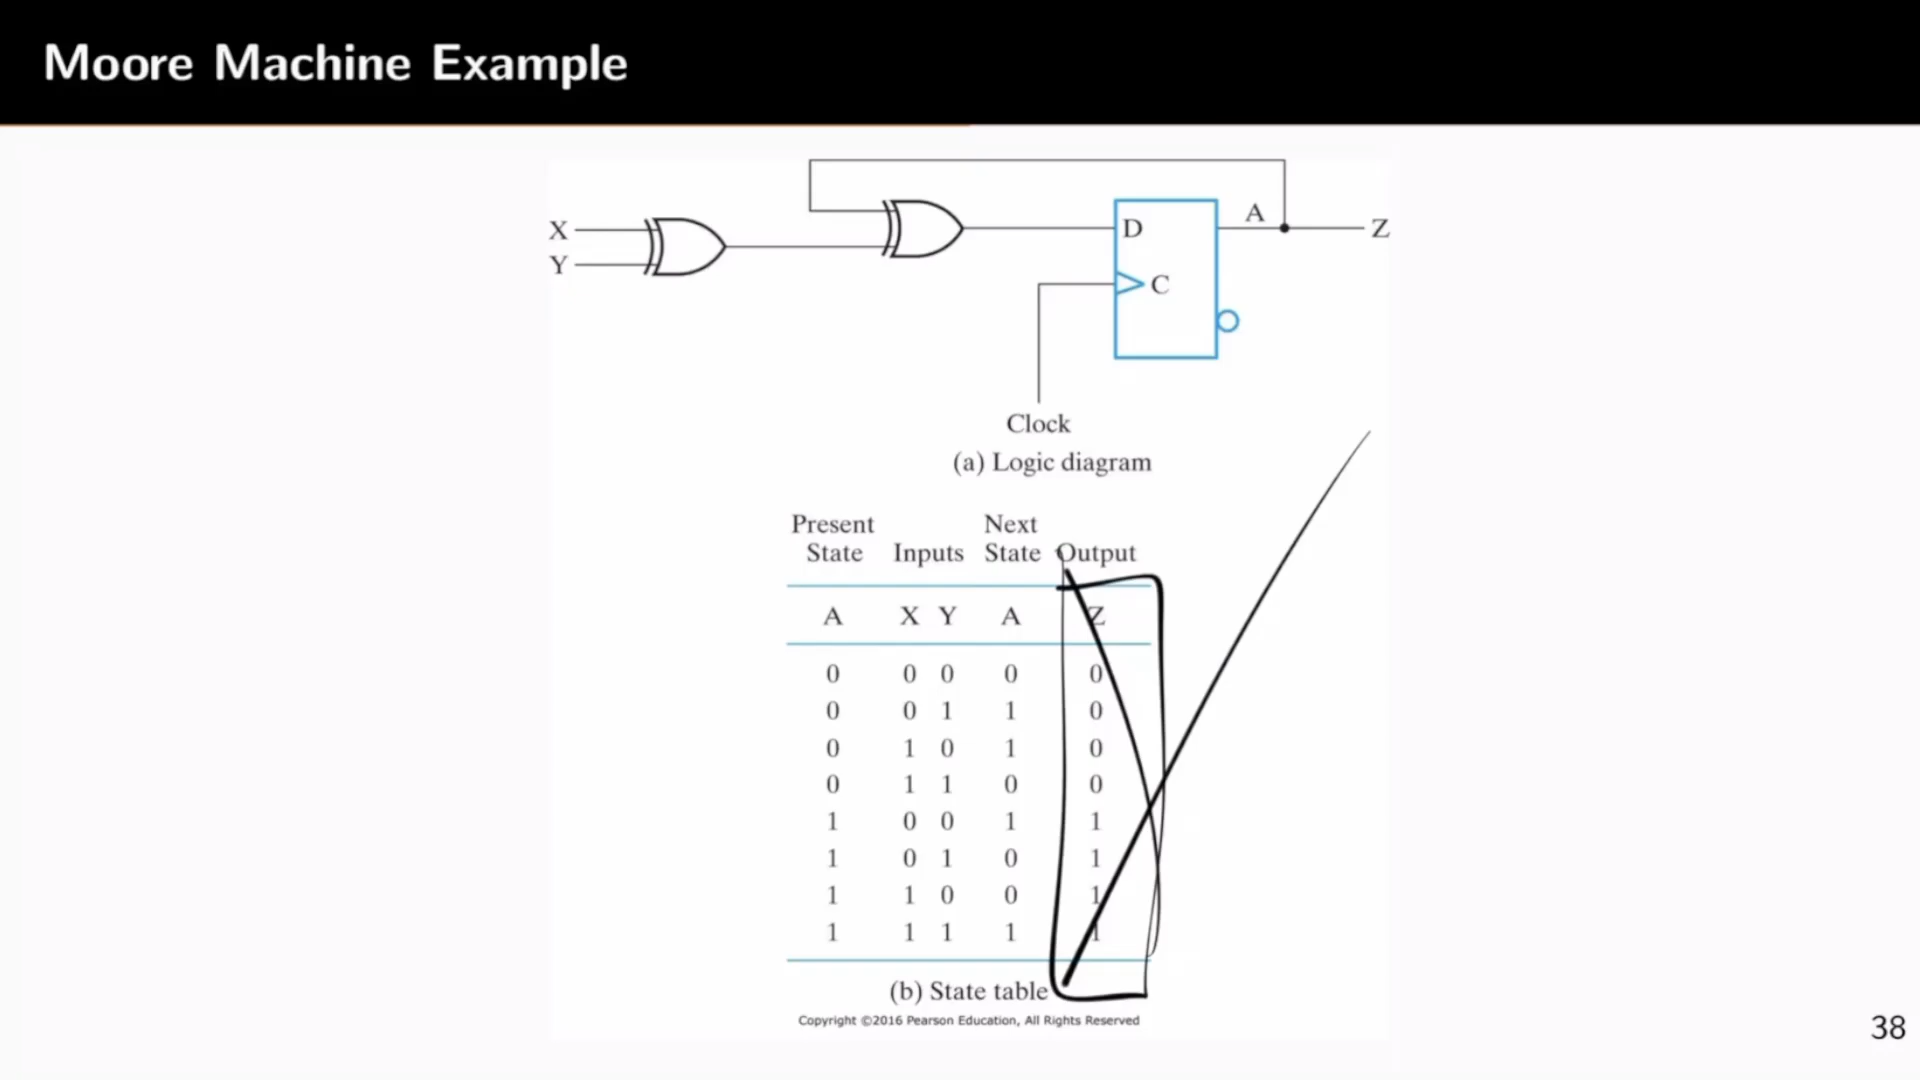 Moore Machine Example
X
Y
D
A
Z
C
Clock
(a) Logic diagram
Present Next
State Inputs State Output
A X Y A Z
0 0 0 0 0
0 0 1 1 0
0 1 0 1 0
0 1 1 0 0
1 0 0 1 1
1 0 1 0 1
1 1 0 0 1
1 1 1 1 1
(b) State table
Copyright ©2016 Pearson Education, All Rights Reserved
38